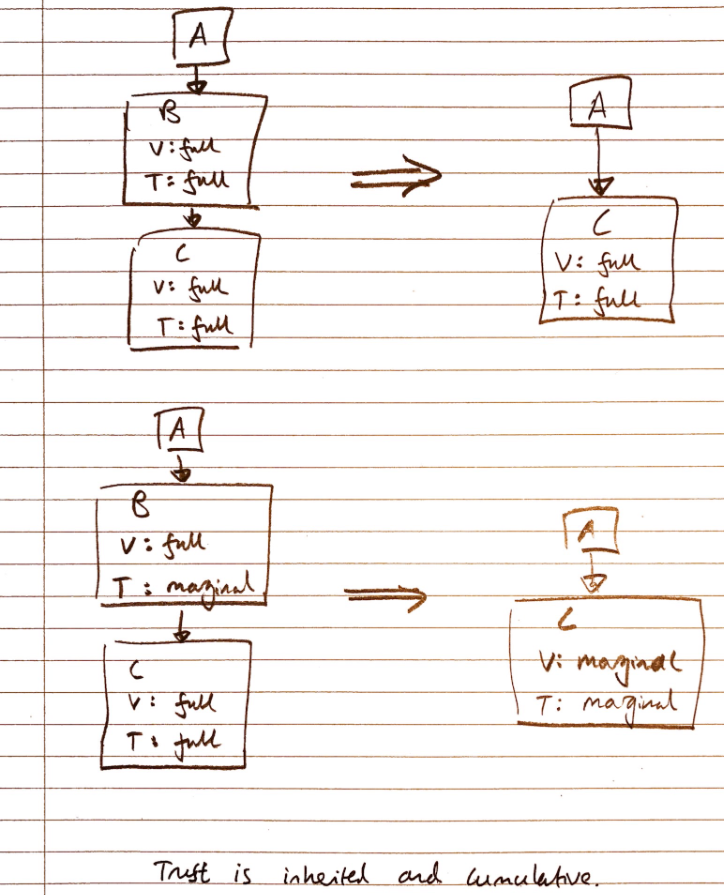 A
B
V: full
T: full
C
V: full
T: full
A
C
V: full
T: full
A
B
V: full
T: marginal
C
V: full
T: full
A
C
V: marginal
T: marginal
Trust is inherited and cumulative.